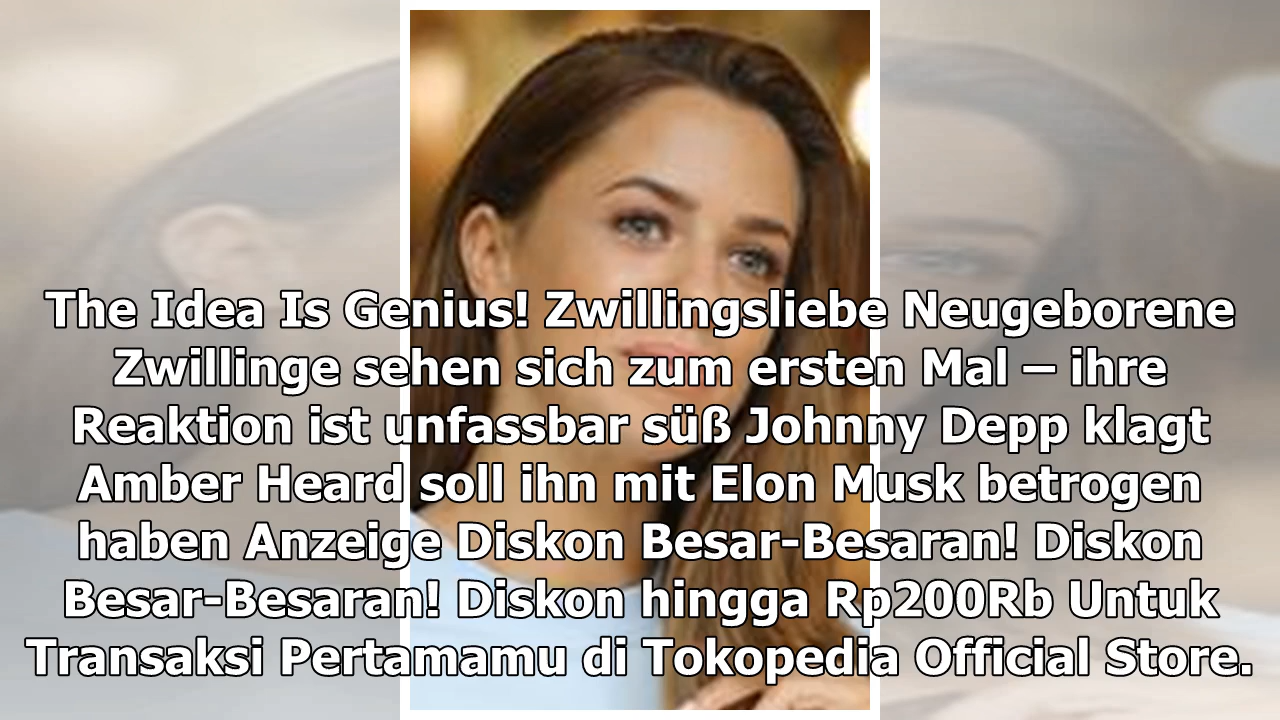 The Idea Is Genius! Zwillingsliebe Neugeborene
Zwillinge sehen sich zum ersten Mal – ihre
Reaktion ist unfassbar süß Johnny Depp klagt
Amber Heard soll ihn mit Elon Musk betrogen
haben Anzeige Diskon Besar-Besaran! Diskon
Besar-Besaran! Diskon hingga Rp200Rb Untuk
Transaksi Pertamamu di Tokopedia Official Store.